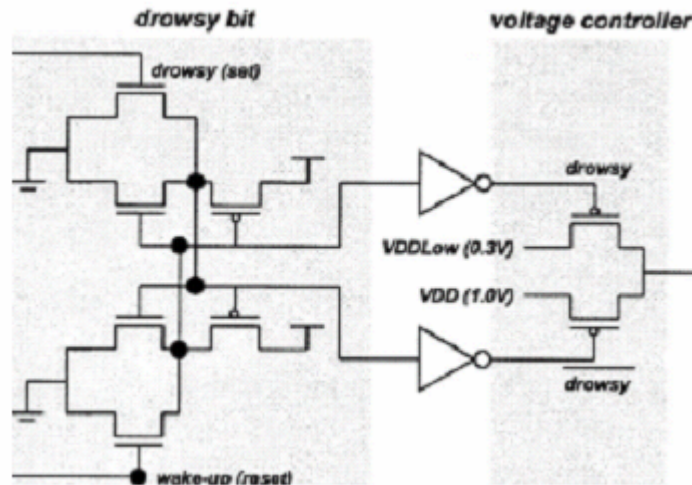 drowsy bit
voltage controller
drowsy (set)
drowsy
VDDLow (0.3V)
VDD (1.0V)
drowsy
wake-up (reset)